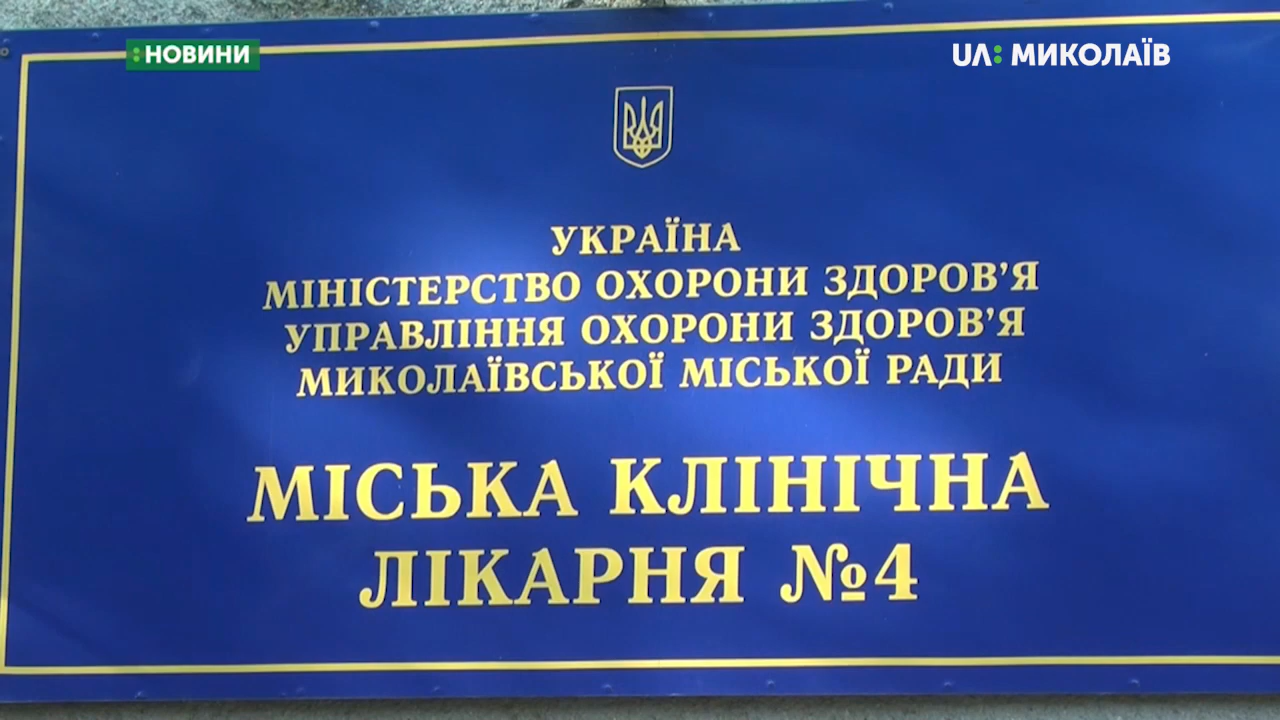 :НОВИНИ
UA: МИКОЛАЇВ
УКРАЇНА
МІНІСТЕРСТВО ОХОРОНИ ЗДОРОВ’Я
УПРАВЛІННЯ ОХОРОНИ ЗДОРОВ’Я
МИКОЛАЇВСЬКОЇ МІСЬКОЇ РАДИ
МІСЬКА КЛІНІЧНА
ЛІКАРНЯ №4